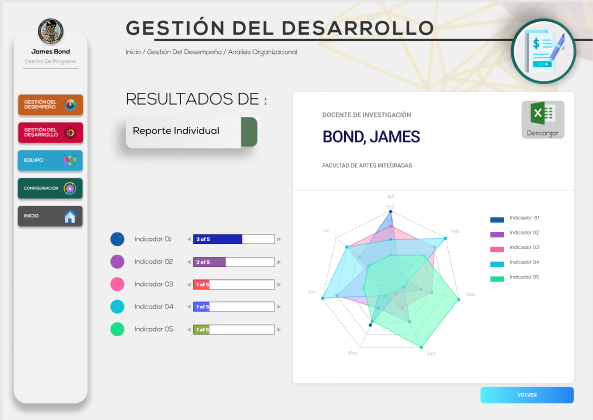 GESTIÓN DEL DESARROLLO
Inicio / Gestión Del Desempeño / Analisis Organizacional
James Bond
Director De Programa
GESTIÓN DEL
DESEMPEÑO
GESTIÓN DEL
DESARROLLO
EQUIPO
CONFIGURACIÓN
INICIO
RESULTADOS DE :
Reporte Individual
Indicador 01
3 of 5
Indicador 02
2 of 5
Indicador 03
1 of 5
Indicador 04
1 of 5
Indicador 05
1 of 5
DOCENTE DE INVESTIGACIÓN
BOND, JAMES
FACULTAD DE ARTES INTEGRADAS
Descargar
Jan
100
Feb
Mar
Apr
May
Jun
Jul
Indicador 01
Indicador 02
Indicador 03
Indicador 04
Indicador 05
VOLVER